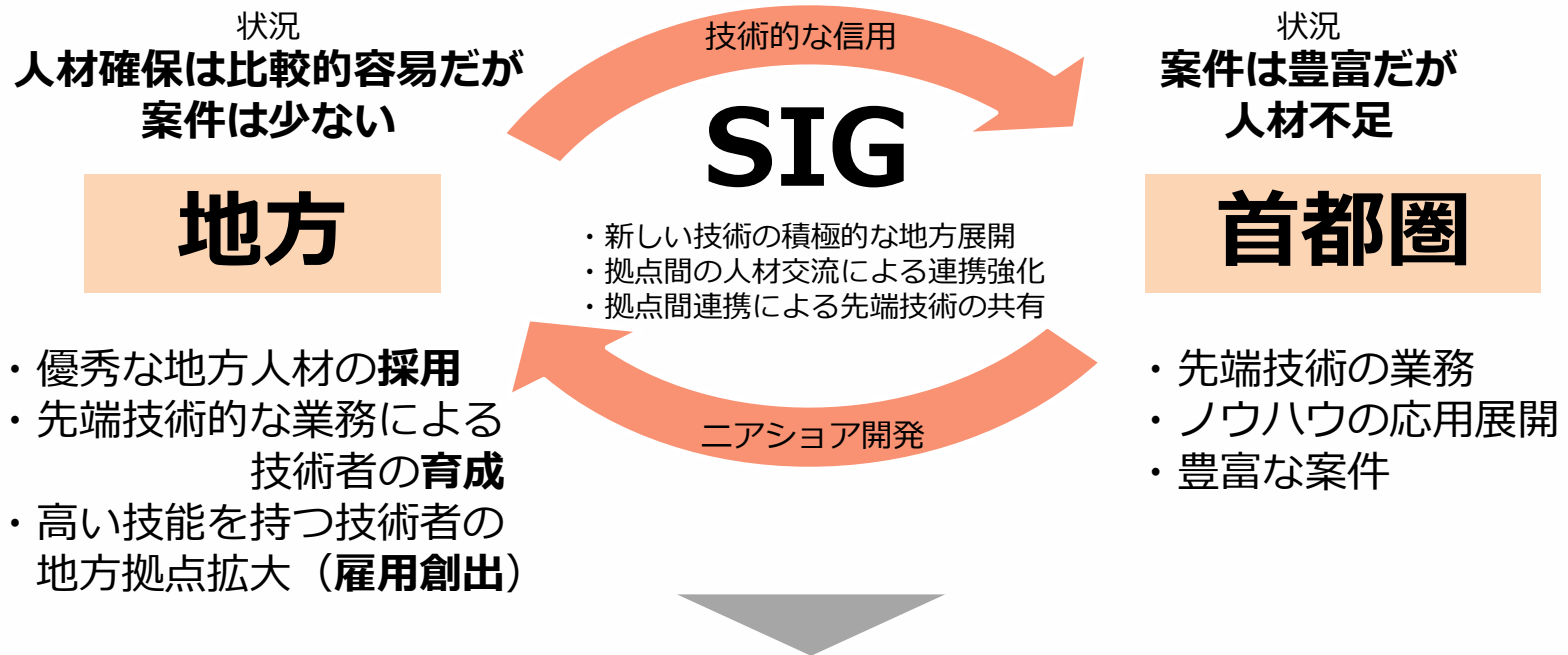 状況
人材確保は比較的容易だが
案件は少ない
地方
・優秀な地方人材の採用
・先端技術的な業務による
技術者の育成
・高い技能を持つ技術者の
地方拠点拡大（雇用創出）
技術的な信用
SIG
・新しい技術の積極的な地方展開
・拠点間の人材交流による連携強化
・拠点間連携による先端技術の共有
ニアショア開発
状況
案件は豊富だが
人材不足
首都圏
・先端技術の業務
・ノウハウの応用展開
・豊富な案件